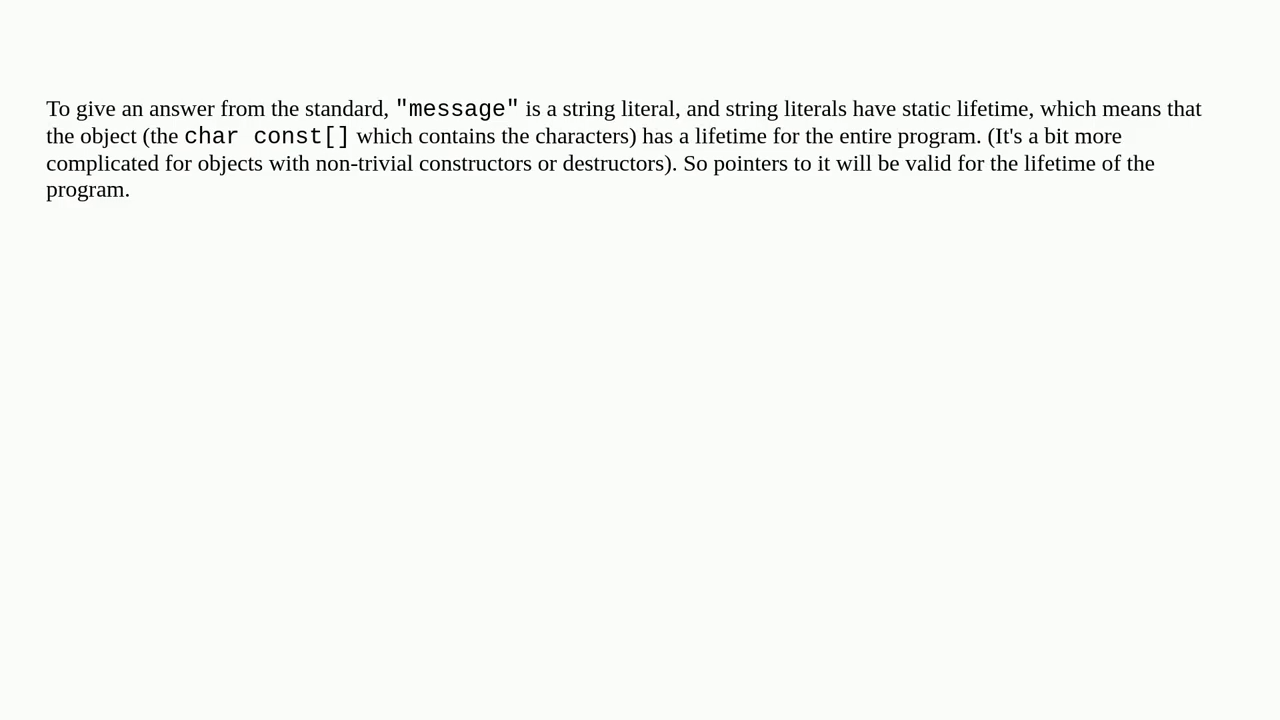 To give an answer from the standard, "message" is a string literal, and string literals have static lifetime, which means that
the object (the char const[] which contains the characters) has a lifetime for the entire program. (It's a bit more
complicated for objects with non-trivial constructors or destructors). So pointers to it will be valid for the lifetime of the
program.